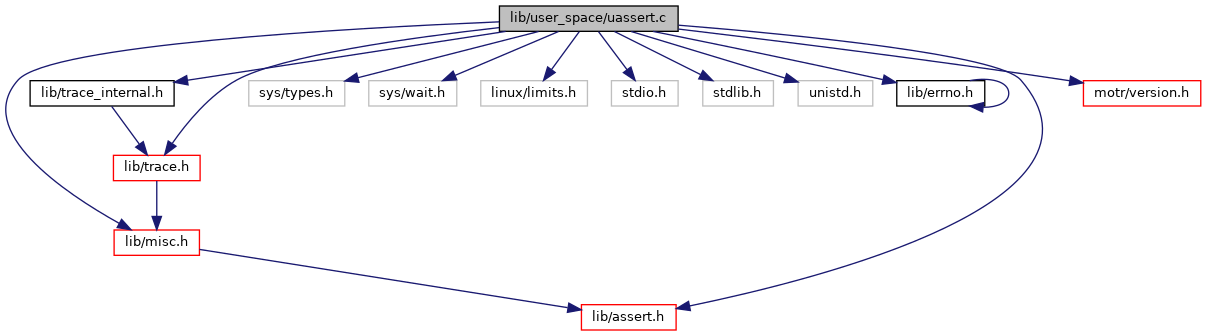 lib/user_space/uassert.c
lib/trace_internal.h
sys/types.h
sys/wait.h
linux/limits.h
stdio.h
stdlib.h
unistd.h
lib/errno.h
motr/version.h
lib/trace.h
lib/misc.h
lib/assert.h